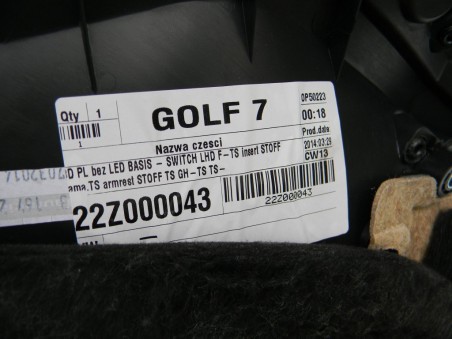 Qty 1
1
GOLF 7
0P50223
00:18
Prod.date
2014:03:26
CW13
Nazwa czesci
PL bez LED BASIS - SWITCH LHD F-TS insert STOFF
ama.TS armrest STOFF TS GH-TS TS-
22Z000043
22Z000043